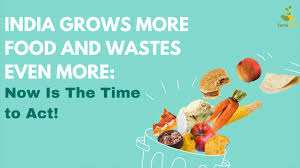 INDIA GROWS MORE
FOOD AND WASTES
EVEN MORE:
Now Is The Time
to Act!